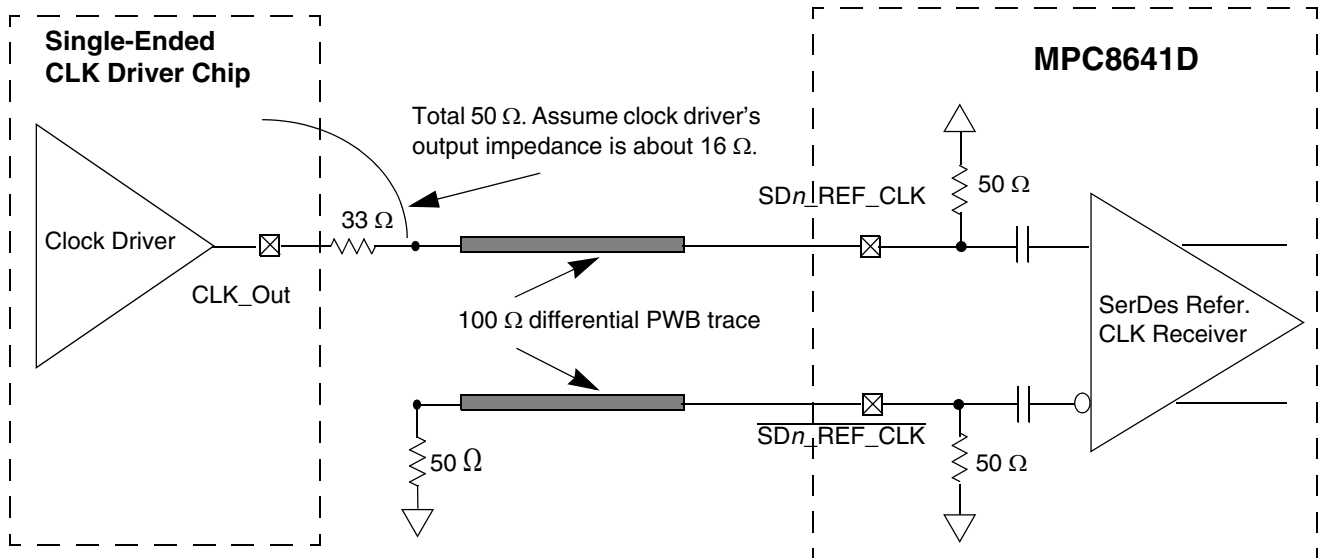 Single-Ended
CLK Driver Chip
MPC8641D
Total 50 Ω. Assume clock driver's
output impedance is about 16 Ω.
SDn_REF_CLK
50 Ω
33 Ω
Clock Driver
CLK_Out
100 Ω differential PWB trace
SerDes Refer.
CLK Receiver
SDn_REF_CLK
50 Ω
50 Ω